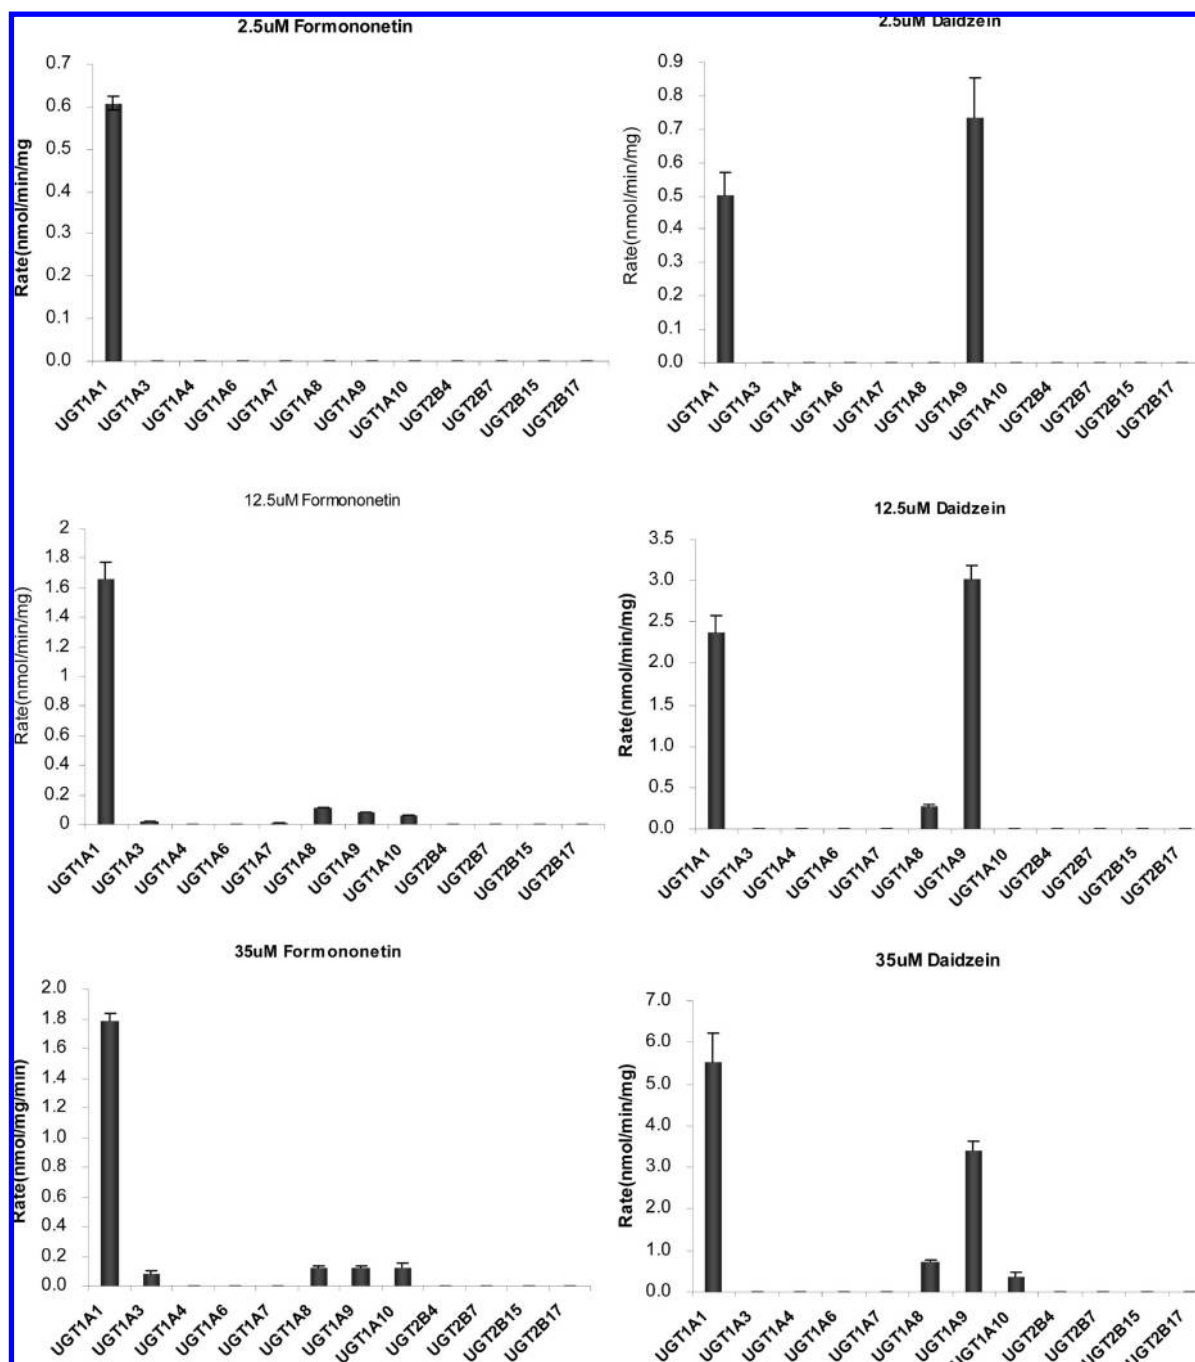 2.5uM Formononetin
Rate(nmol/min/mg
0.7
0.6
0.5
0.4
0.3
0.2
0.1
0.0
UGT1A1
UGT1A3
UGT1A4
UGT1A6
UGT1A7
UGT1A8
UGT1A9
UGT1A10
UGT2B4
UGT2B7
UGT2B15
UGT2B17
2.5uM Daidzein
Rate(nmol/min/mg)
0.9
0.8
0.7
0.6
0.5
0.4
0.3
0.2
0.1
0.0
UGT1A1
UGT1A3
UGT1A4
UGT1A6
UGT1A7
UGT1A8
UGT1A9
UGT1A10
UGT2B4
UGT2B7
UGT2B15
UGT2B17
12.5uM Formononetin
Rate(nmol/min/mg)
2
1.8
1.6
1.4
1.2
1
0.8
0.6
0.4
0.2
0
UGT1A1
UGT1A3
UGT1A4
UGT1A6
UGT1A7
UGT1A8
UGT1A9
UGT1A10
UGT2B4
UGT2B7
UGT2B15
UGT2B17
12.5uM Daidzein
Rate(nmol/min/mg)
3.5
3.0
2.5
2.0
1.5
1.0
0.5
0.0
UGT1A1
UGT1A3
UGT1A4
UGT1A6
UGT1A7
UGT1A8
UGT1A9
UGT1A10
UGT2B4
UGT2B7
UGT2B15
UGT2B17
35uM Formononetin
Rate(nmol/mg/min)
2.0
1.8
1.6
1.4
1.2
1.0
0.8
0.6
0.4
0.2
0.0
UGT1A1
UGT1A3
UGT1A4
UGT1A6
UGT1A7
UGT1A8
UGT1A9
UGT1A10
UGT2B4
UGT2B7
UGT2B15
UGT2B17
35uM Daidzein
Rate(nmol/min/mg)
7.0
6.0
5.0
4.0
3.0
2.0
1.0
0.0
UGT1A1
UGT1A3
UGT1A4
UGT1A6
UGT1A7
UGT1A8
UGT1A9
UGT1A10
UGT2B4
UGT2B7
UGT2B15
UGT2B17